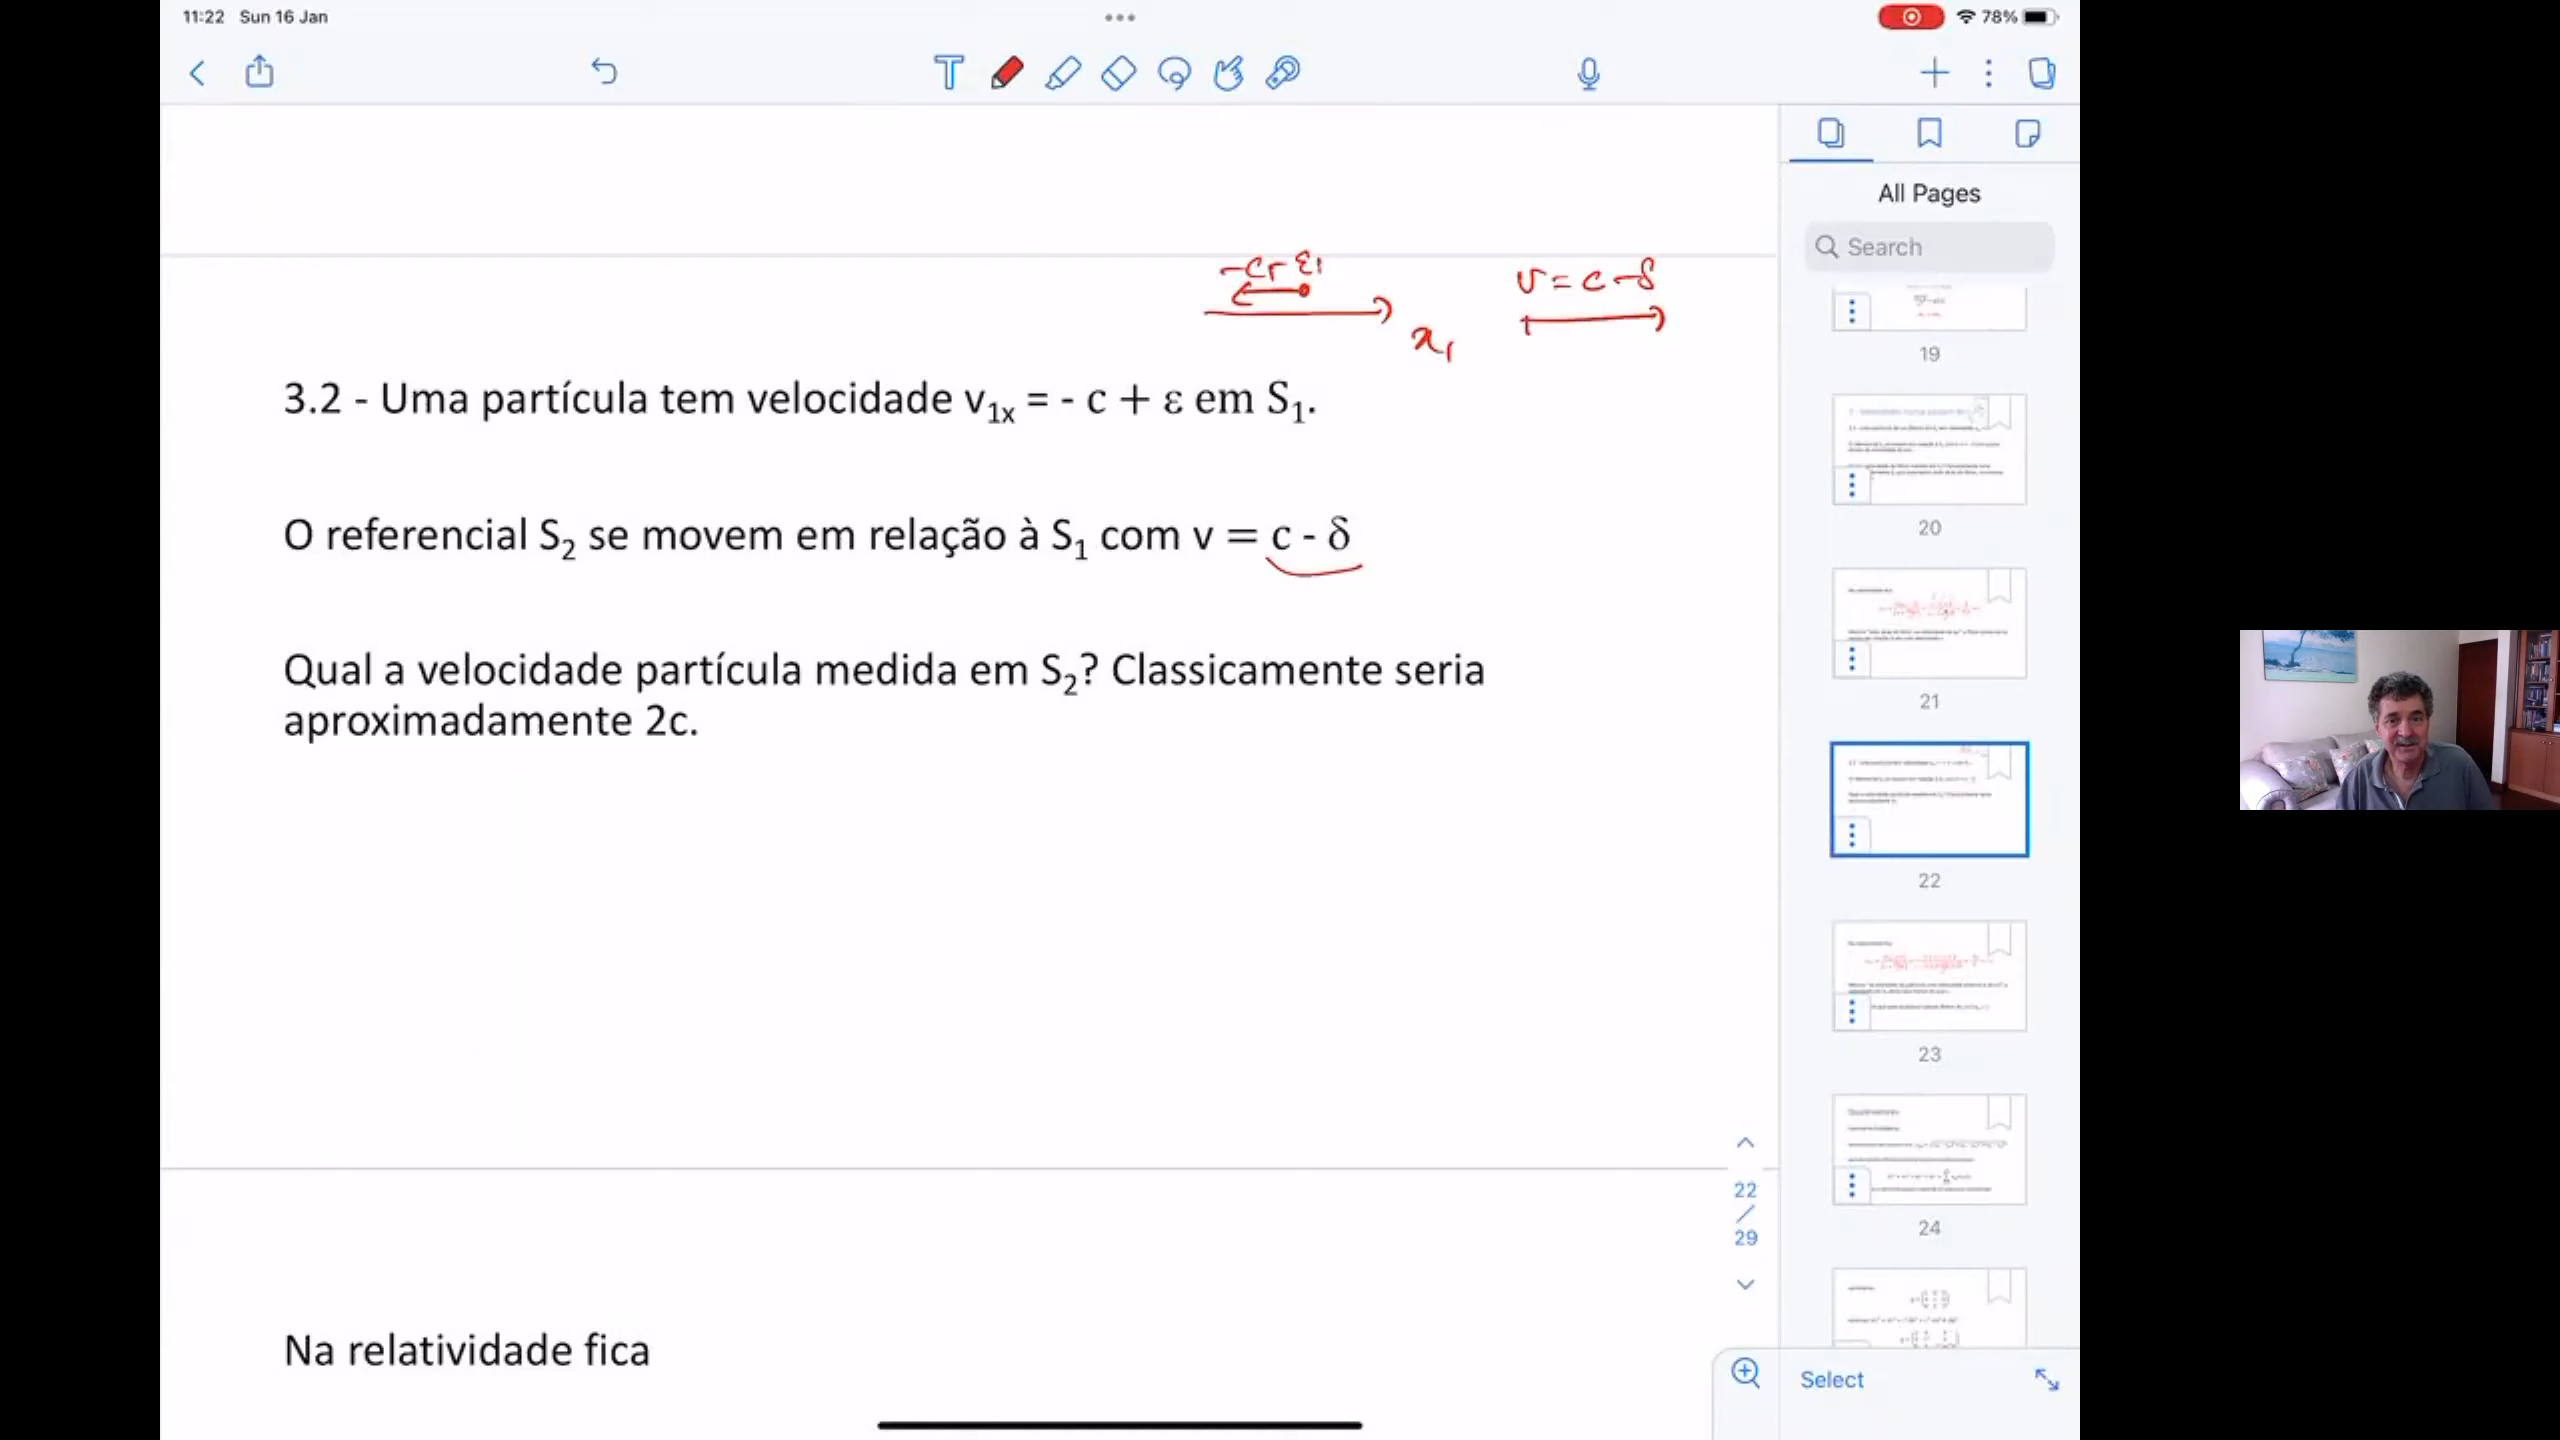 11:22 Sun 16 Jan
78%
All Pages
Search
19
20
21
22
23
24
Select
v = c - δ
x₁
3.2 - Uma partícula tem velocidade v₁ₓ = - c + ε em S₁.
O referencial S₂ se movem em relação à S₁ com v = c - δ
Qual a velocidade partícula medida em S₂? Classicamente seria
aproximadamente 2c.
22
/
29
Na relatividade fica